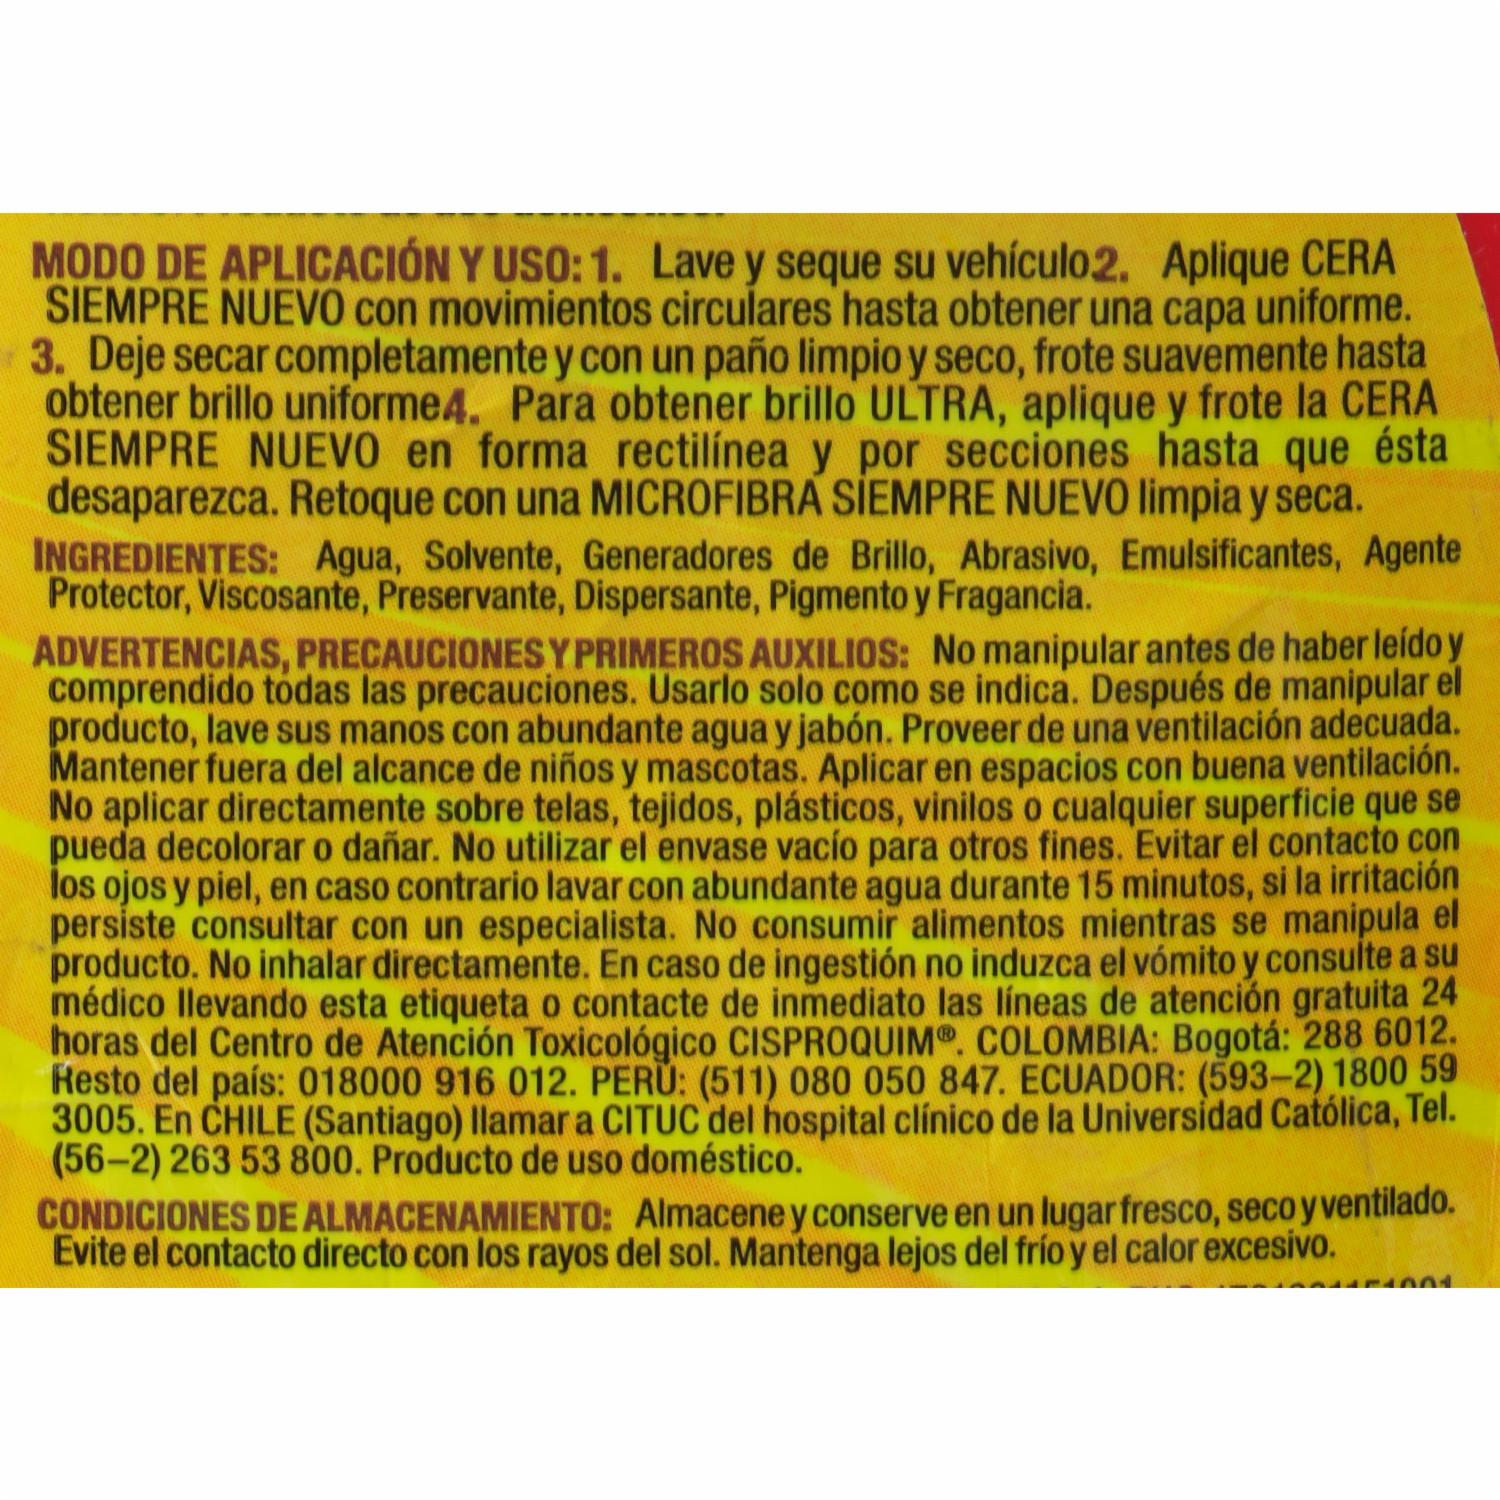 MODO DE APLICACIÓN Y USO: 1. Lave y seque su vehículo2. Aplique CERA
SIEMPRE NUEVO con movimientos circulares hasta obtener una capa uniforme.
3. Deje secar completamente y con un paño limpio y seco, frote suavemente hasta
obtener brillo uniforme4. Para obtener brillo ULTRA, aplique y frote la CERA
SIEMPRE NUEVO en forma rectilínea y por secciones hasta que ésta
desaparezca. Retoque con una MICROFIBRA SIEMPRE NUEVO limpia y seca.
INGREDIENTES: Agua, Solvente, Generadores de Brillo, Abrasivo, Emulsificantes, Agente
Protector, Viscosante, Preservante, Dispersante, Pigmento y Fragancia.
ADVERTENCIAS, PRECAUCIONES Y PRIMEROS AUXILIOS: No manipular antes de haber leído y
comprendido todas las precauciones. Usarlo solo como se indica. Después de manipular el
producto, lave sus manos con abundante agua y jabón. Proveer de una ventilación adecuada.
Mantener fuera del alcance de niños y mascotas. Aplicar en espacios con buena ventilación.
No aplicar directamente sobre telas, tejidos, plásticos, vinilos o cualquier superficie que se
pueda decolorar o dañar. No utilizar el envase vacío para otros fines. Evitar el contacto con
los ojos y piel, en caso contrario lavar con abundante agua durante 15 minutos, si la irritación
persiste consultar con un especialista. No consumir alimentos mientras se manipula el
producto. No inhalar directamente. En caso de ingestión no induzca el vómito y consulte a su
médico llevando esta etiqueta o contacte de inmediato las líneas de atención gratuita 24
horas del Centro de Atención Toxicológico CISPROQUIM®. COLOMBIA: Bogotá: 288 6012.
Resto del país: 018000 916 012. PERÚ: (511) 080 050 847. ECUADOR: (593–2) 1800 59
3005. En CHILE (Santiago) llamar a CITUC del hospital clínico de la Universidad Católica, Tel.
(56–2) 263 53 800. Producto de uso doméstico.
CONDICIONES DE ALMACENAMIENTO: Almacene y conserve en un lugar fresco, seco y ventilado.
Evite el contacto directo con los rayos del sol. Mantenga lejos del frío y el calor excesivo.